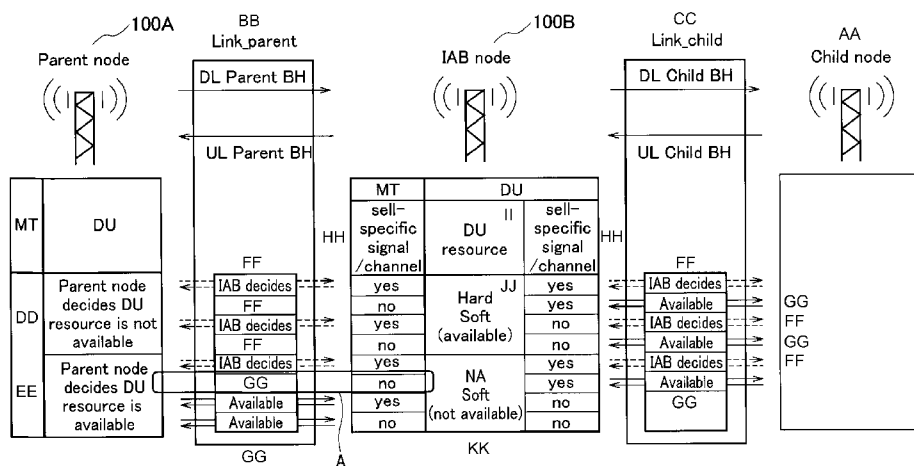 100A
BB
Link_parent
100B
CC
Link_child
AA
Parent node
IAB node
Child node
DL Parent BH
DL Child BH
UL Parent BH
UL Child BH
MT
DU
HH
MT
DU
sell-
specific
signal
/channel
II
DU
resource
sell-
specific
signal
/channel
HH
DD
Parent node
decides DU
resource is not
available
FF
IAB decides
FF
IAB decides
FF
IAB decides
yes
no
yes
no
JJ
Hard
Soft
(available)
yes
yes
no
no
FF
IAB decides
Available
IAB decides
Available
GG
FF
GG
FF
EE
Parent node
decides DU
resource is
available
GG
Available
Available
yes
no
yes
no
NA
Soft
(not available)
yes
yes
no
no
IAB decides
Available
GG
GG
A
KK